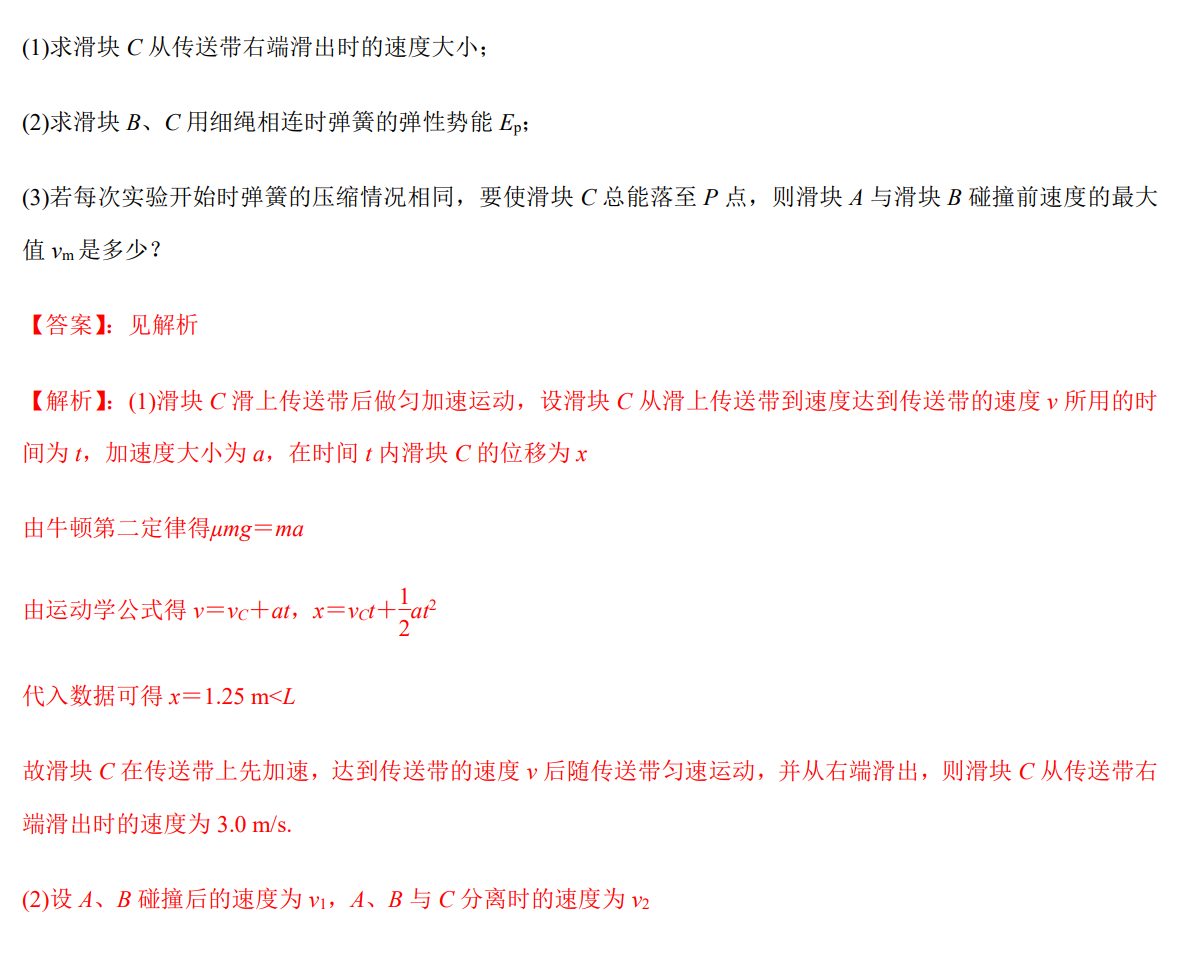 (1)求滑块 C 从传送带右端滑出时的速度大小；
(2)求滑块 B、C 用细绳相连时弹簧的弹性势能 Eₚ；
(3)若每次实验开始时弹簧的压缩情况相同，要使滑块 C 总能落至 P 点，则滑块 A 与滑块 B 碰撞前速度的最大
值 vₘ 是多少？
【答案】：见解析
【解析】：(1)滑块 C 滑上传送带后做匀加速运动，设滑块 C 从滑上传送带到速度达到传送带的速度 v 所用的时
间为 t，加速度大小为 a，在时间 t 内滑块 C 的位移为 x
由牛顿第二定律得μmg＝ma
由运动学公式得 v＝v_C＋at，x＝v_Ct＋\frac{1}{2}at²
代入数据可得 x＝1.25 m<L
故滑块 C 在传送带上先加速，达到传送带的速度 v 后随传送带匀速运动，并从右端滑出，则滑块 C 从传送带右
端滑出时的速度为 3.0 m/s.
(2)设 A、B 碰撞后的速度为 v₁，A、B 与 C 分离时的速度为 v₂